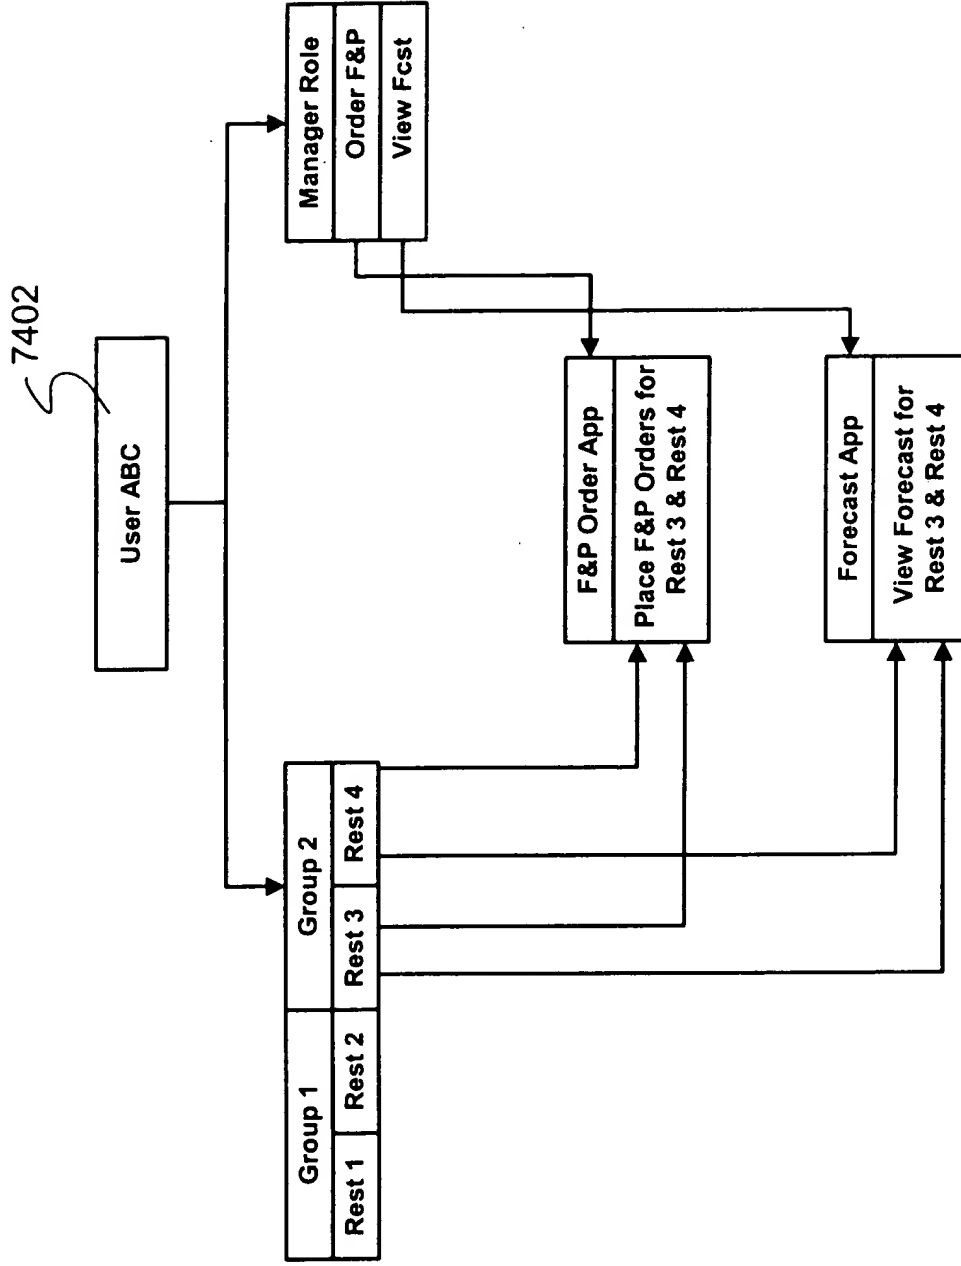 7402
User ABC
Group 1
Group 2
Manager Role
Rest 1
Rest 2
Rest 3
Rest 4
Order F&P
View Fcst
F&P Order App
Place F&P Orders for
Rest 3 & Rest 4
Forecast App
View Forecast for
Rest 3 & Rest 4